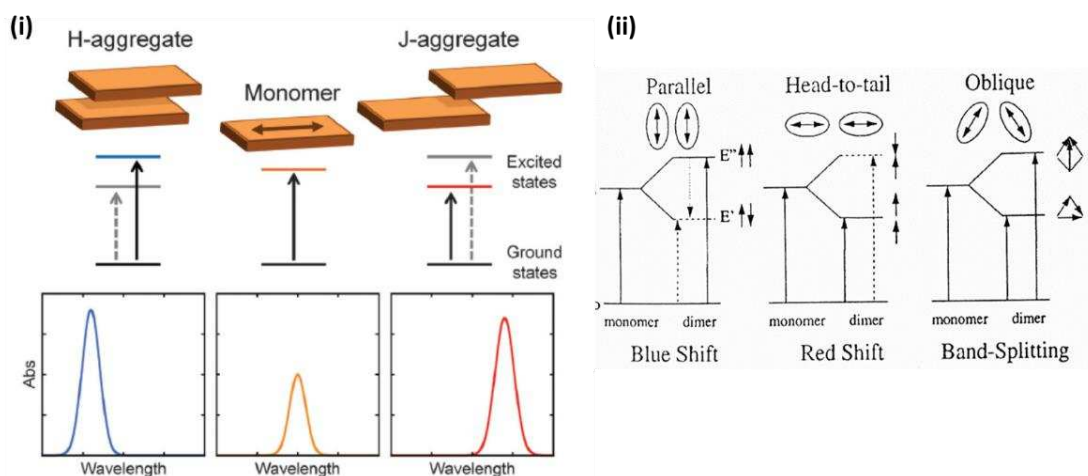 (i)
H-aggregate
Monomer
J-aggregate
Excited
states
Ground
states
Abs
Wavelength
Wavelength
Wavelength
(ii)
Parallel
Head-to-tail
Oblique
E"
E'
monomer
dimer
monomer
dimer
monomer
dimer
Blue Shift
Red Shift
Band-Splitting